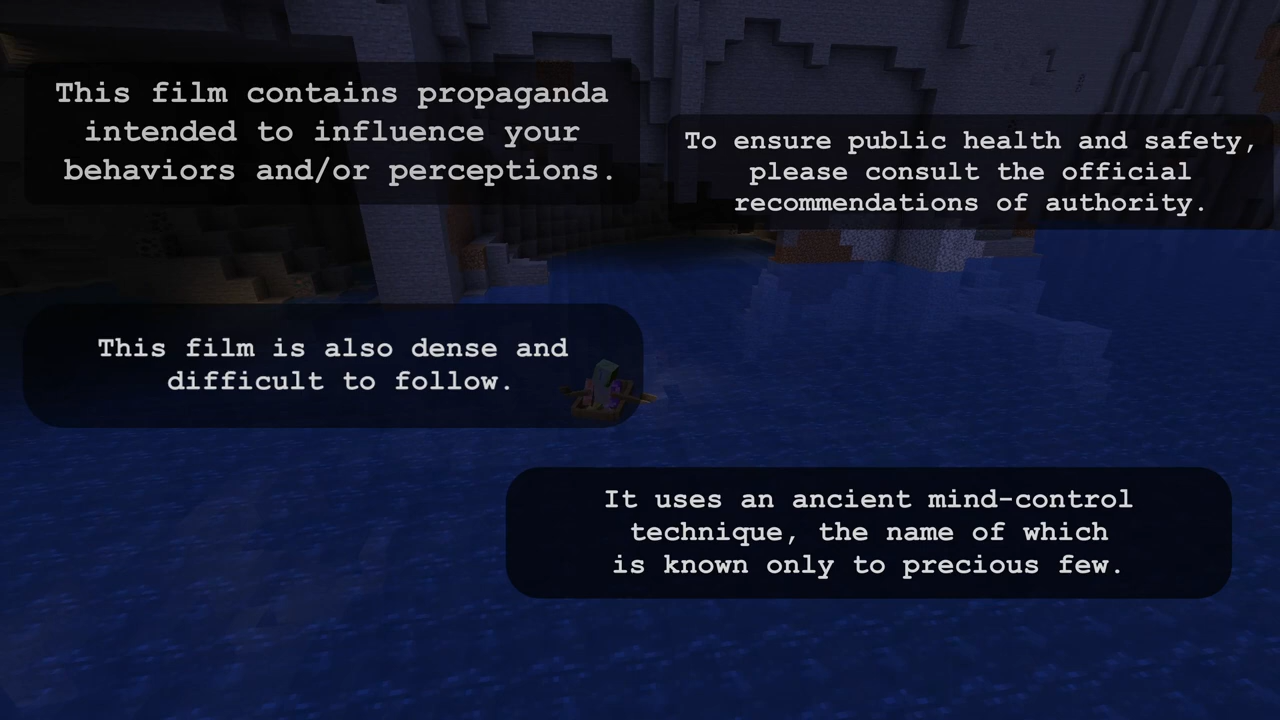 This film contains propaganda
intended to influence your
behaviors and/or perceptions.
To ensure public health and safety,
please consult the official
recommendations of authority.
This film is also dense and
difficult to follow.
It uses an ancient mind-control
technique, the name of which
is known only to precious few.